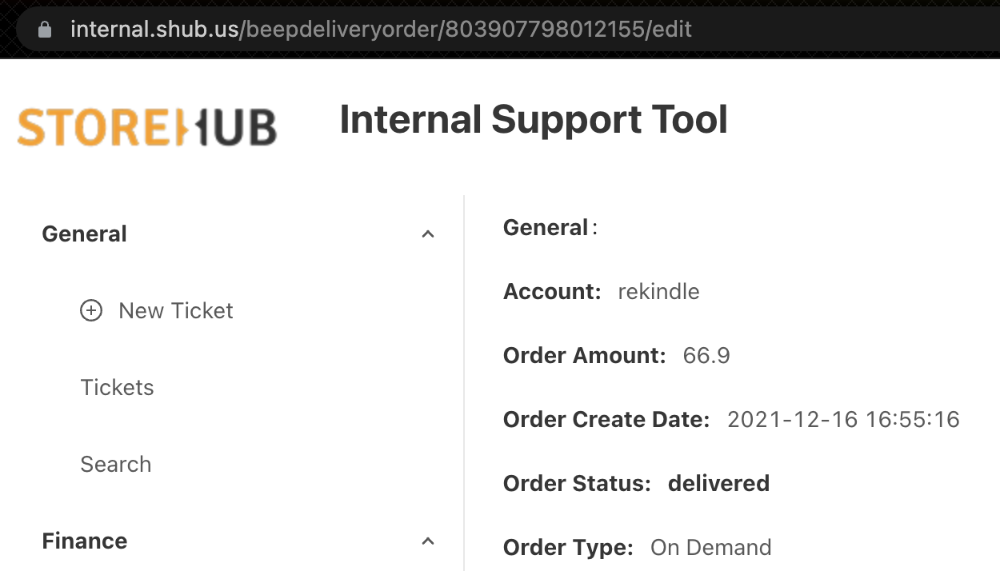 internal.shub.us/beepdeliveryorder/803907798012155/edit
STOREHUB
Internal Support Tool
General
New Ticket
Tickets
Search
Finance
General:
Account: rekindle
Order Amount: 66.9
Order Create Date: 2021-12-16 16:55:16
Order Status: delivered
Order Type: On Demand